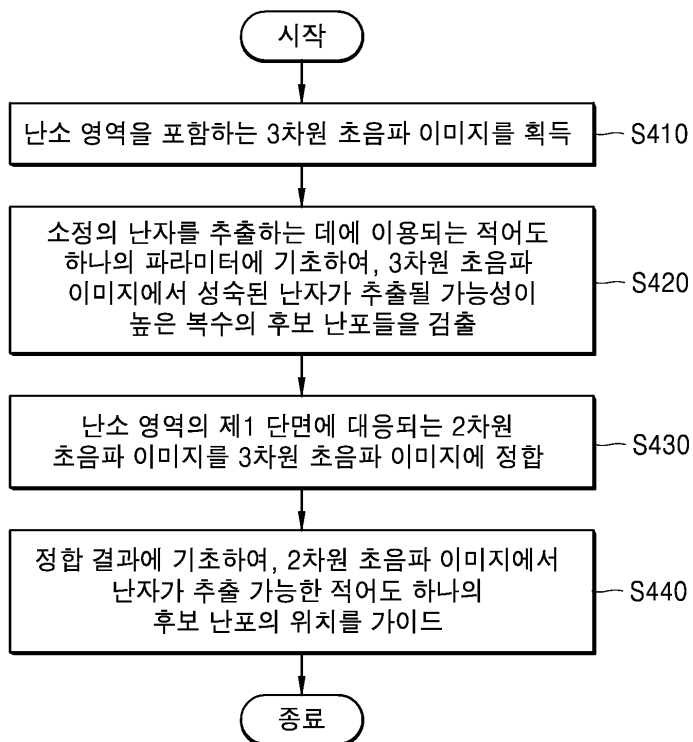 시작
난소 영역을 포함하는 3차원 초음파 이미지를 획득
S410
소정의 난자를 추출하는 데에 이용되는 적어도
하나의 파라미터에 기초하여, 3차원 초음파
이미지에서 성숙된 난자가 추출될 가능성이
높은 복수의 후보 난포들을 검출
S420
난소 영역의 제1 단면에 대응되는 2차원
초음파 이미지를 3차원 초음파 이미지에 정합
S430
정합 결과에 기초하여, 2차원 초음파 이미지에서
난자가 추출 가능한 적어도 하나의
후보 난포의 위치를 가이드
S440
종료